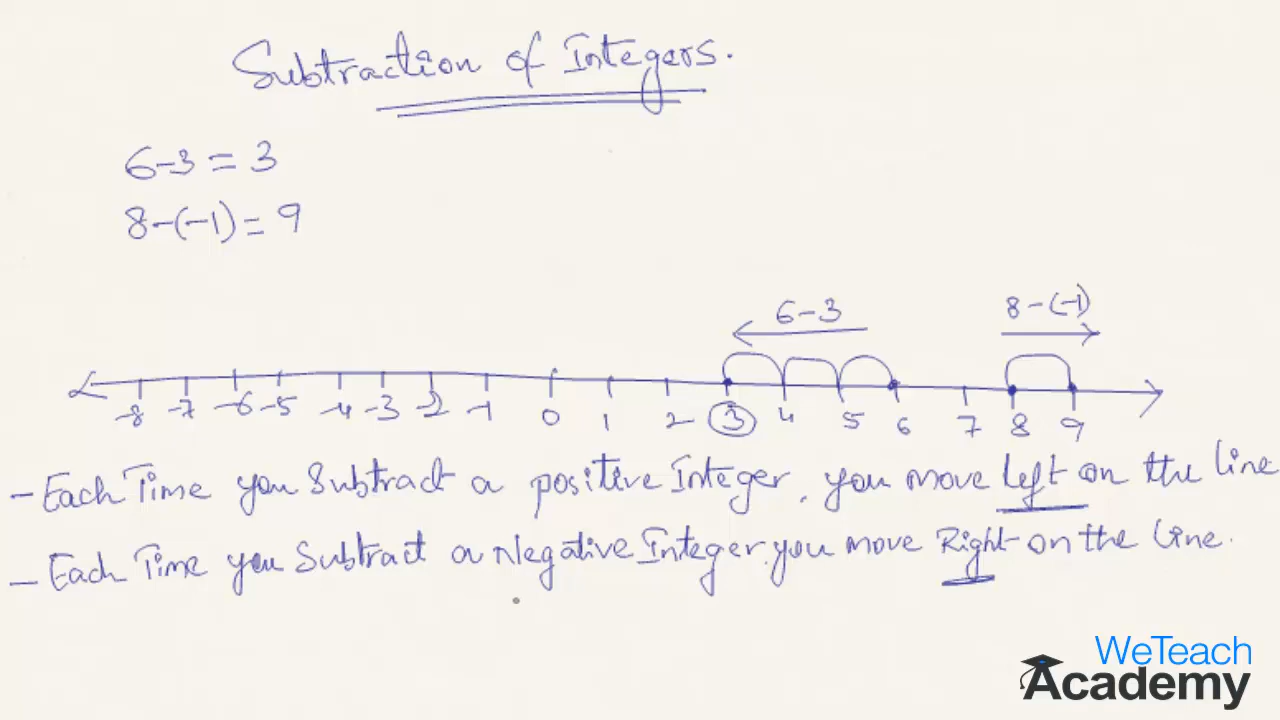 Subtraction of Integers.
6-3 = 3
8-(-1) = 9
6-3
8-(-1)
-8 -7 -6 -5 -4 -3 -2 -1 0 1 2 3 4 5 6 7 8 9
- Each Time you Subtract a positive Integer, you move left on the line
- Each Time you Subtract a Negative Integer, you move Right on the line.
WeTeach
Academy